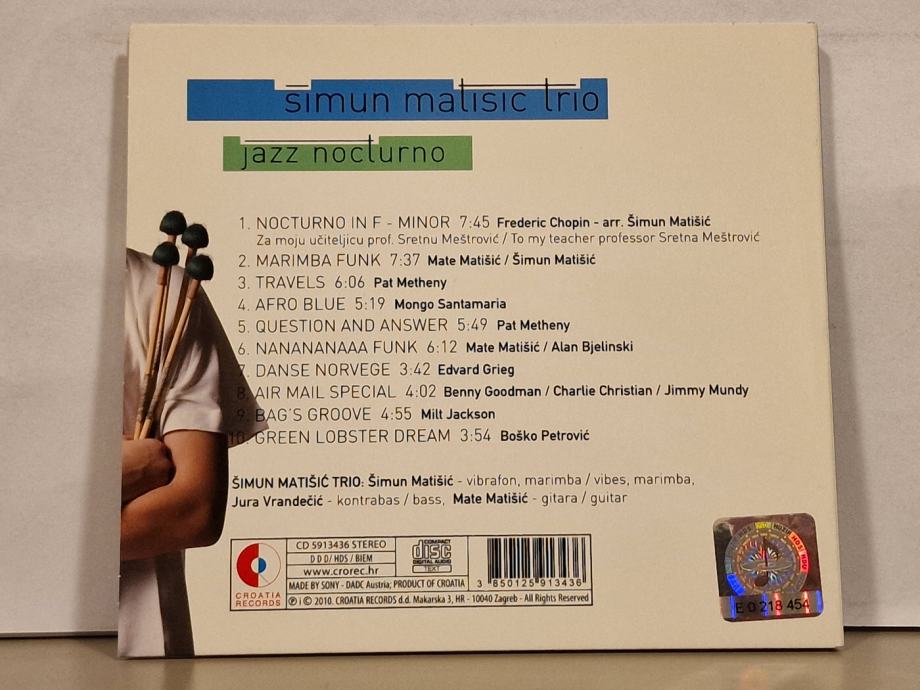 šimun matišić trio
jazz nocturno
1. NOCTURNO IN F - MINOR 7:45 Frederic Chopin - arr. Šimun Matišić
Za moju učiteljicu prof. Sretnu Meštrović / To my teacher professor Sretna Meštrović
2. MARIMBA FUNK 7:37 Mate Matišić / Šimun Matišić
3. TRAVELS 6:06 Pat Metheny
4. AFRO BLUE 5:19 Mongo Santamaria
5. QUESTION AND ANSWER 5:49 Pat Metheny
6. NANANANAAA FUNK 6:12 Mate Matišić / Alan Bjelinski
7. DANSE NORVEGE 3:42 Edvard Grieg
8. AIR MAIL SPECIAL 4:02 Benny Goodman / Charlie Christian / Jimmy Mundy
9. BAG'S GROOVE 4:55 Milt Jackson
10. GREEN LOBSTER DREAM 3:54 Boško Petrović
ŠIMUN MATIŠIĆ TRIO: Šimun Matišić - vibrafon, marimba / vibes, marimba,
Jura Vrandečić - kontrabas / bass, Mate Matišić - gitara / guitar
CROATIA
RECORDS
CD 5913436 STEREO
D D D/ HDS / BIEM
www.crorec.hr
COMPACT
disc
DIGITAL AUDIO
TEXT
MADE BY SONY - DADC Austria; PRODUCT OF CROATIA
3 850125 913436
℗ i © 2010. CROATIA RECORDS d.d. Makarska 3, HR - 10040 Zagreb - All Rights Reserved
E 0 218 454